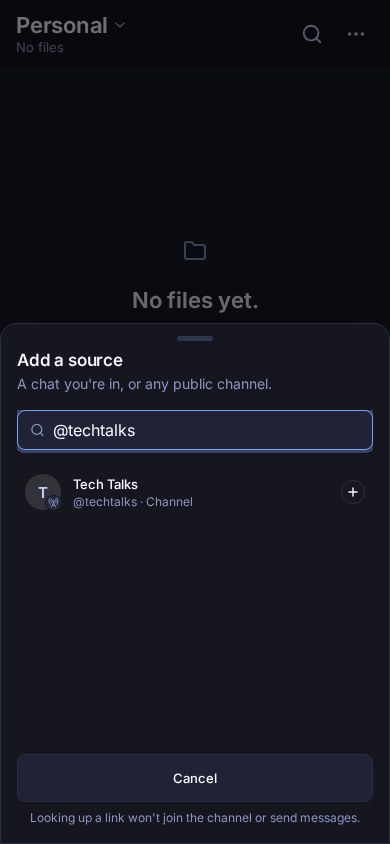 Personal
No files
No files yet.
Add a source
A chat you're in, or any public channel.
@techtalks
T
Tech Talks
@techtalks · Channel
Cancel
Looking up a link won't join the channel or send messages.